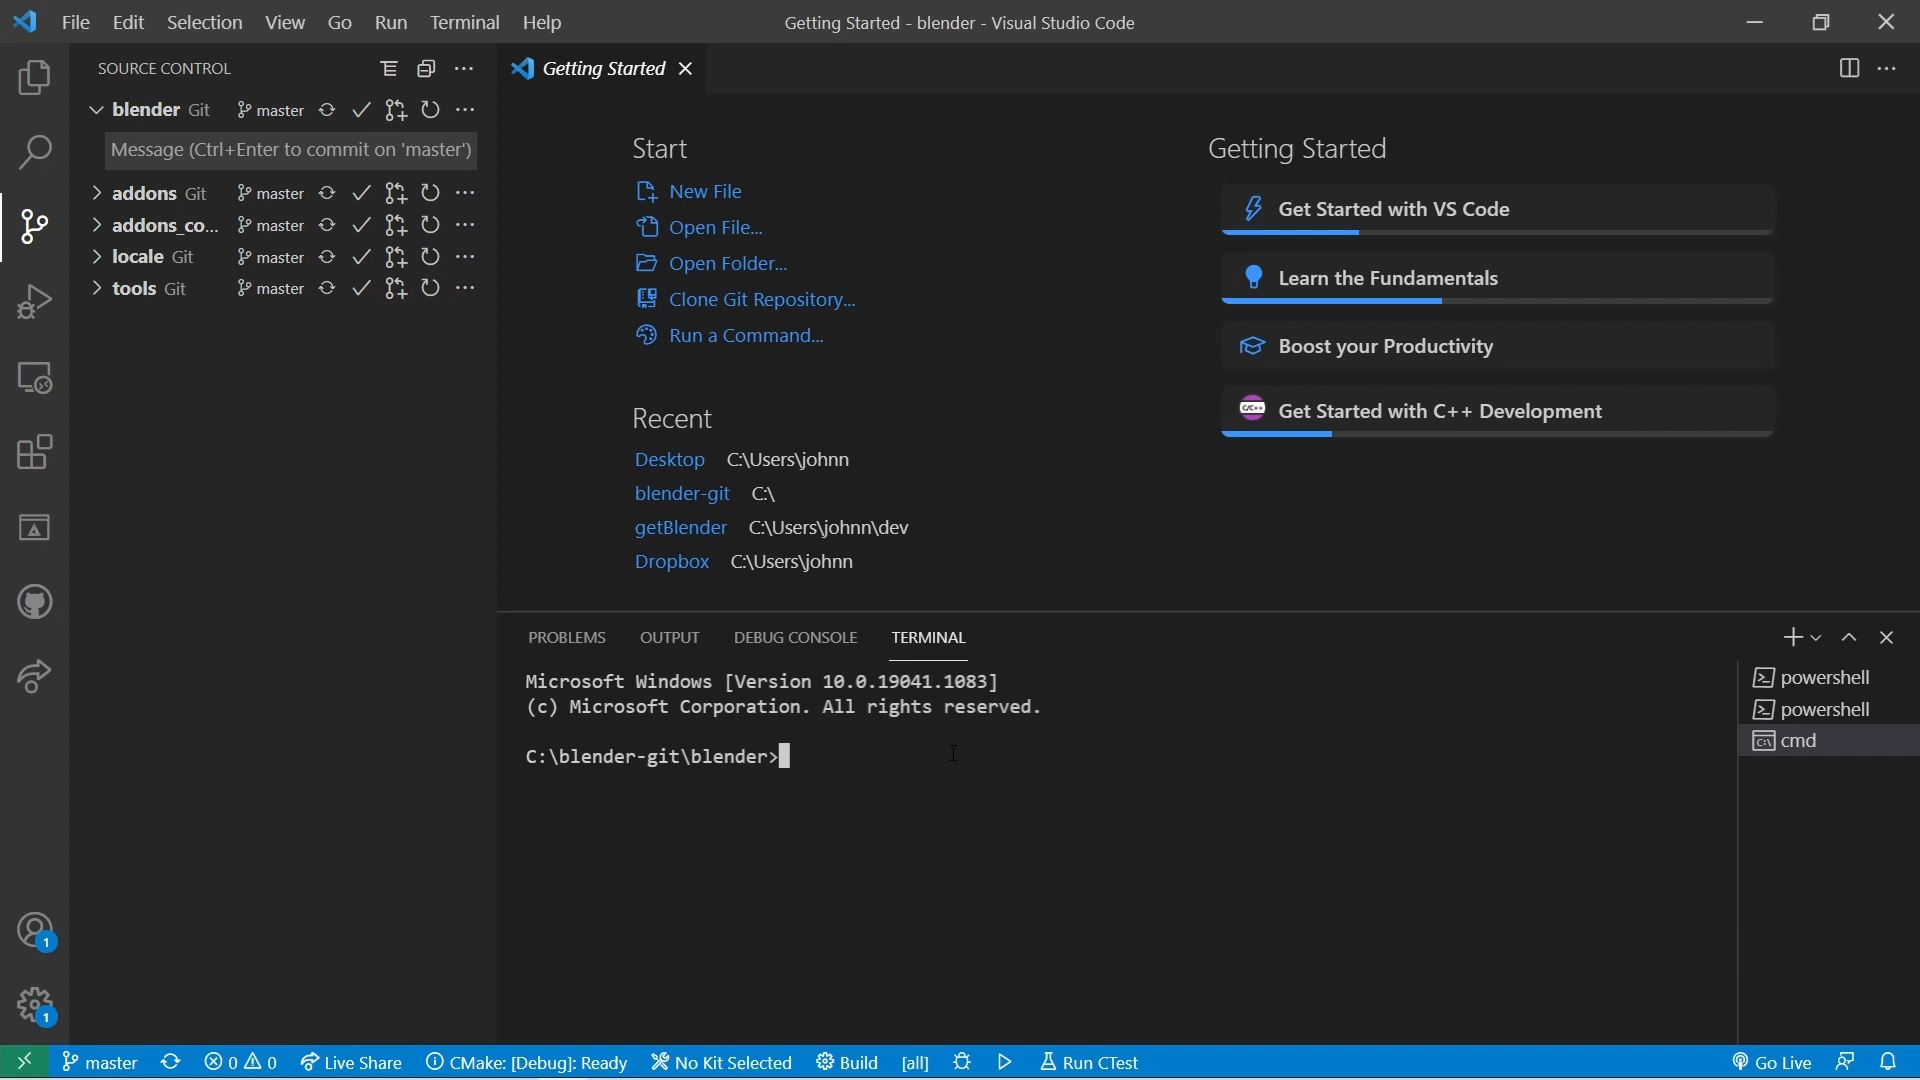 File Edit Selection View Go Run Terminal Help
Getting Started - blender - Visual Studio Code
SOURCE CONTROL
blender Git master
Message (Ctrl+Enter to commit on 'master')
addons Git master
addons_co... master
locale Git master
tools Git master
Getting Started
Start
New File
Open File...
Open Folder...
Clone Git Repository...
Run a Command...
Recent
Desktop C:\Users\johnn
blender-git C:\
getBlender C:\Users\johnn\dev
Dropbox C:\Users\johnn
Getting Started
Get Started with VS Code
Learn the Fundamentals
Boost your Productivity
C/C++ Get Started with C++ Development
PROBLEMS OUTPUT DEBUG CONSOLE TERMINAL
Microsoft Windows [Version 10.0.19041.1083]
(c) Microsoft Corporation. All rights reserved.
C:\blender-git\blender>
powershell
powershell
cmd
1
1
master 0 0 Live Share CMake: [Debug]: Ready No Kit Selected Build [all] Run CTest Go Live